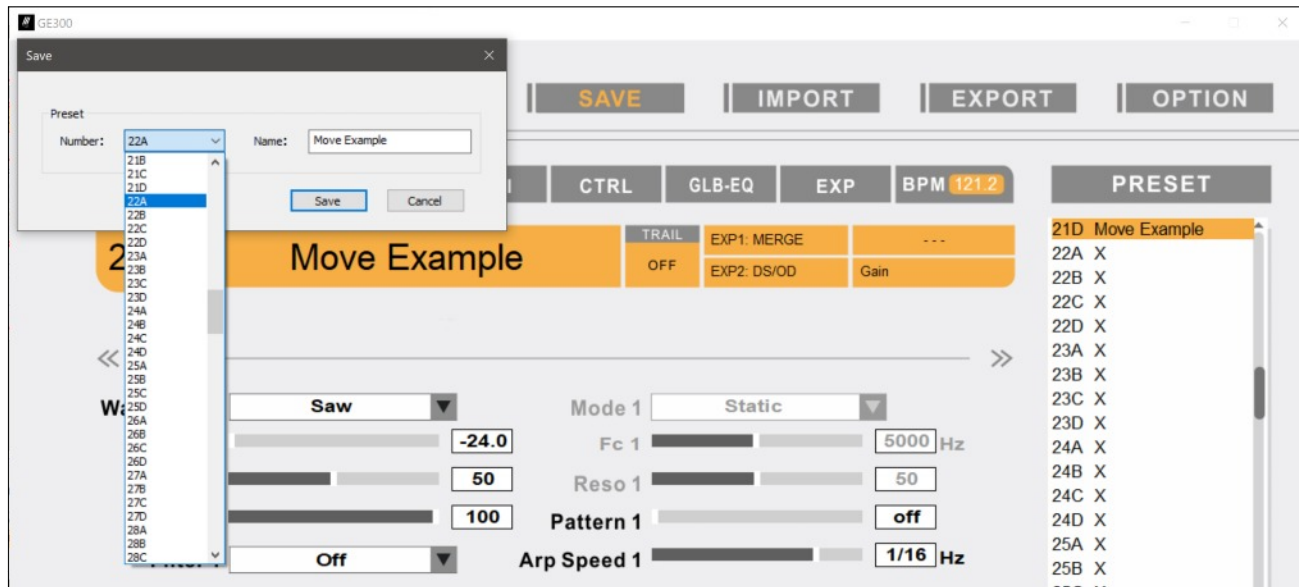 GE300
Save
Preset
Number: 22A Name: Move Example
Save Cancel
21B
21C
21D
22A
22B
22C
22D
23A
23B
23C
23D
24A
24B
24C
24D
25A
25B
25C
25D
26A
26B
26C
26D
27A
27B
27C
27D
28A
28B
28C
SAVE IMPORT EXPORT OPTION
CTRL GLB-EQ EXP BPM 121.2
Move Example
TRAIL
OFF
EXP1: MERGE ---
EXP2: DS/OD Gain
Saw
-24.0
50
100
Off
Mode 1 Static
Fc 1 5000 Hz
Reso 1 50
Pattern 1 off
Arp Speed 1 1/16 Hz
PRESET
21D Move Example
22A X
22B X
22C X
22D X
23A X
23B X
23C X
23D X
24A X
24B X
24C X
24D X
25A X
25B X